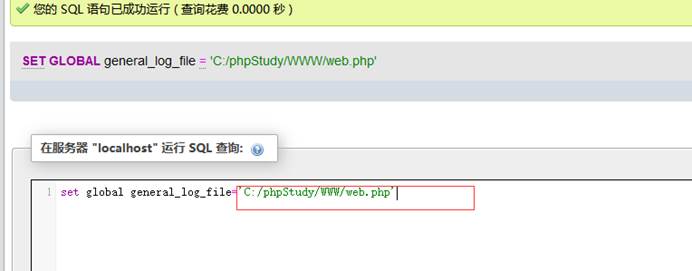 您的 SQL 语句已成功运行 ( 查询花费 0.0000 秒 )
SET GLOBAL general_log_file = 'C:/phpStudy/WWW/web.php'
在服务器 "localhost" 运行 SQL 查询:
1 set global general_log_file='C:/phpStudy/WWW/web.php'